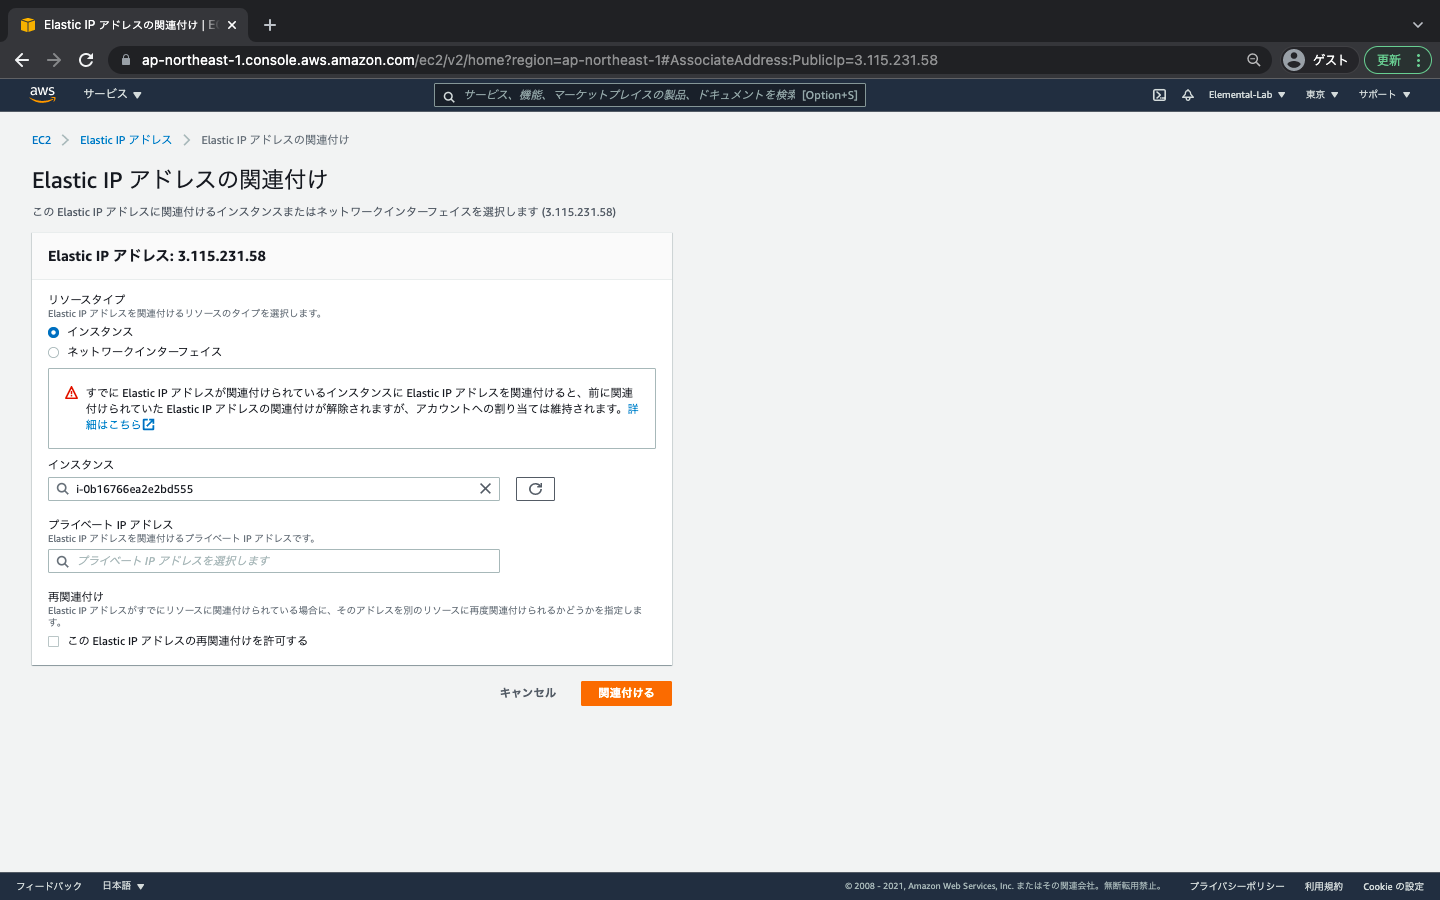 Elastic IP アドレスの関連付け | E
ap-northeast-1.console.aws.amazon.com/ec2/v2/home?region=ap-northeast-1#AssociateAddress:PublicIp=3.115.231.58
ゲスト
更新
aws
サービス
サービス、機能、マーケットプレイスの製品、ドキュメントを検索 [Option+S]
Elemental-Lab
東京
サポート
EC2
Elastic IP アドレス
Elastic IP アドレスの関連付け
Elastic IP アドレスの関連付け
この Elastic IP アドレスに関連付けるインスタンスまたはネットワークインターフェイスを選択します (3.115.231.58)
Elastic IP アドレス: 3.115.231.58
リソースタイプ
Elastic IP アドレスを関連付けるリソースのタイプを選択します。
インスタンス
ネットワークインターフェイス
すでに Elastic IP アドレスが関連付けられているインスタンスに Elastic IP アドレスを関連付けると、前に関連
付けられていた Elastic IP アドレスの関連付けが解除されますが、アカウントへの割り当ては維持されます。詳
細はこちら
インスタンス
i-0b16766ea2e2bd555
プライベート IP アドレス
Elastic IP アドレスを関連付けるプライベート IP アドレスです。
プライベート IP アドレスを選択します
再関連付け
Elastic IP アドレスがすでにリソースに関連付けられている場合に、そのアドレスを別のリソースに再度関連付けられるかどうかを指定しま
す。
この Elastic IP アドレスの再関連付けを許可する
キャンセル
関連付ける
フィードバック
日本語
© 2008 - 2021, Amazon Web Services, Inc. またはその関連会社。無断転用禁止。
プライバシーポリシー
利用規約
Cookie の設定